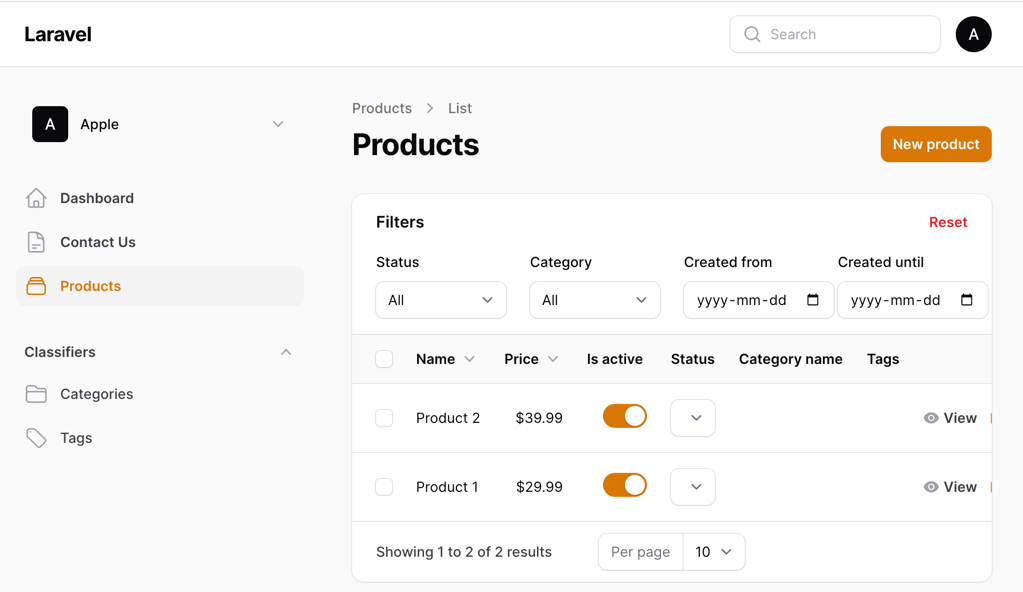 Laravel
Search
A
A
Apple
Dashboard
Contact Us
Products
Classifiers
Categories
Tags
Products
List
Products
New product
Filters
Reset
Status
Category
Created from
Created until
All
All
yyyy-mm-dd
yyyy-mm-dd
Name
Price
Is active
Status
Category name
Tags
Product 2
$39.99
View
Product 1
$29.99
View
Showing 1 to 2 of 2 results
Per page
10